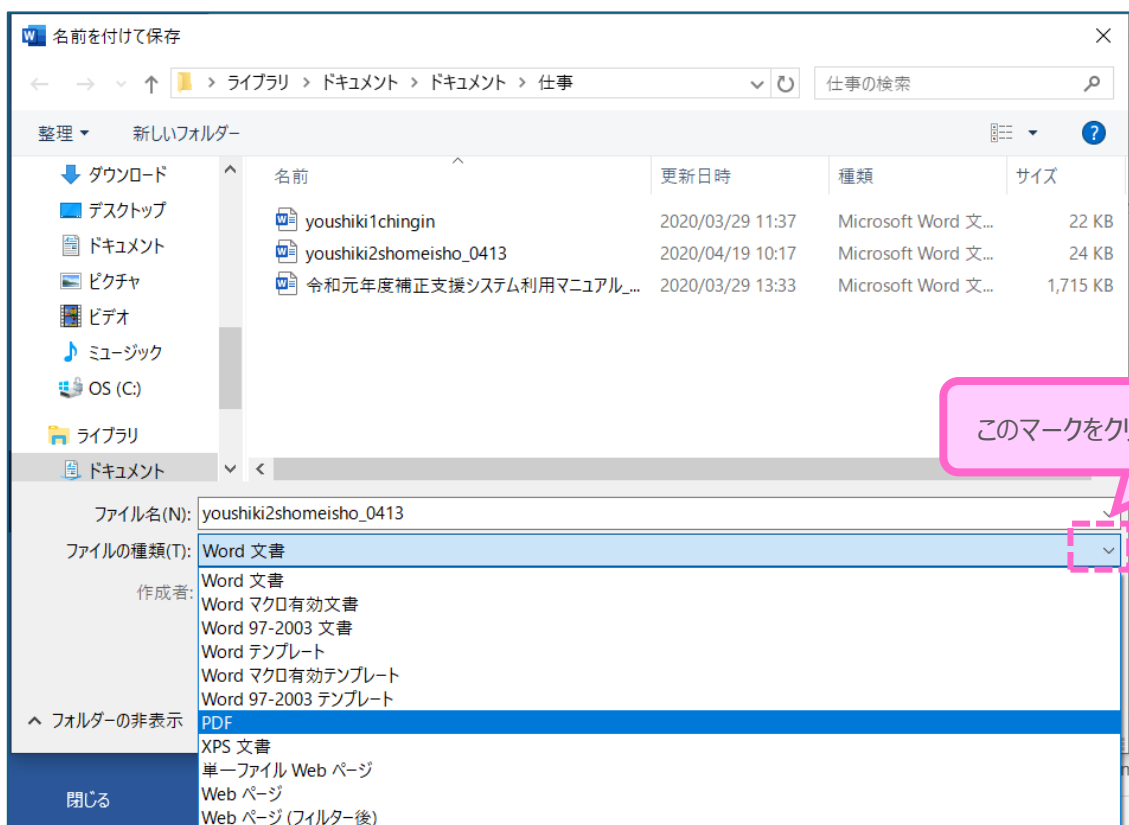 名前を付けて保存
ライブラリ > ドキュメント > ドキュメント > 仕事
仕事の検索
整理
新しいフォルダー
ダウンロード
デスクトップ
ドキュメント
ピクチャ
ビデオ
ミュージック
OS (C:)
ライブラリ
ドキュメント
名前 更新日時 種類 サイズ
youshiki1chingin 2020/03/29 11:37 Microsoft Word 文... 22 KB
youshiki2shomeisho_0413 2020/04/19 10:17 Microsoft Word 文... 24 KB
令和元年度補正支援システム利用マニュアル_... 2020/03/29 13:33 Microsoft Word 文... 1,715 KB
このマークをクリ
ファイル名(N): youshiki2shomeisho_0413
ファイルの種類(T): Word 文書
作成者:
Word 文書
Word マクロ有効文書
Word 97-2003 文書
Word テンプレート
Word マクロ有効テンプレート
Word 97-2003 テンプレート
PDF
XPS 文書
単一ファイル Web ページ
Web ページ
Web ページ (フィルター後)
フォルダーの非表示
閉じる